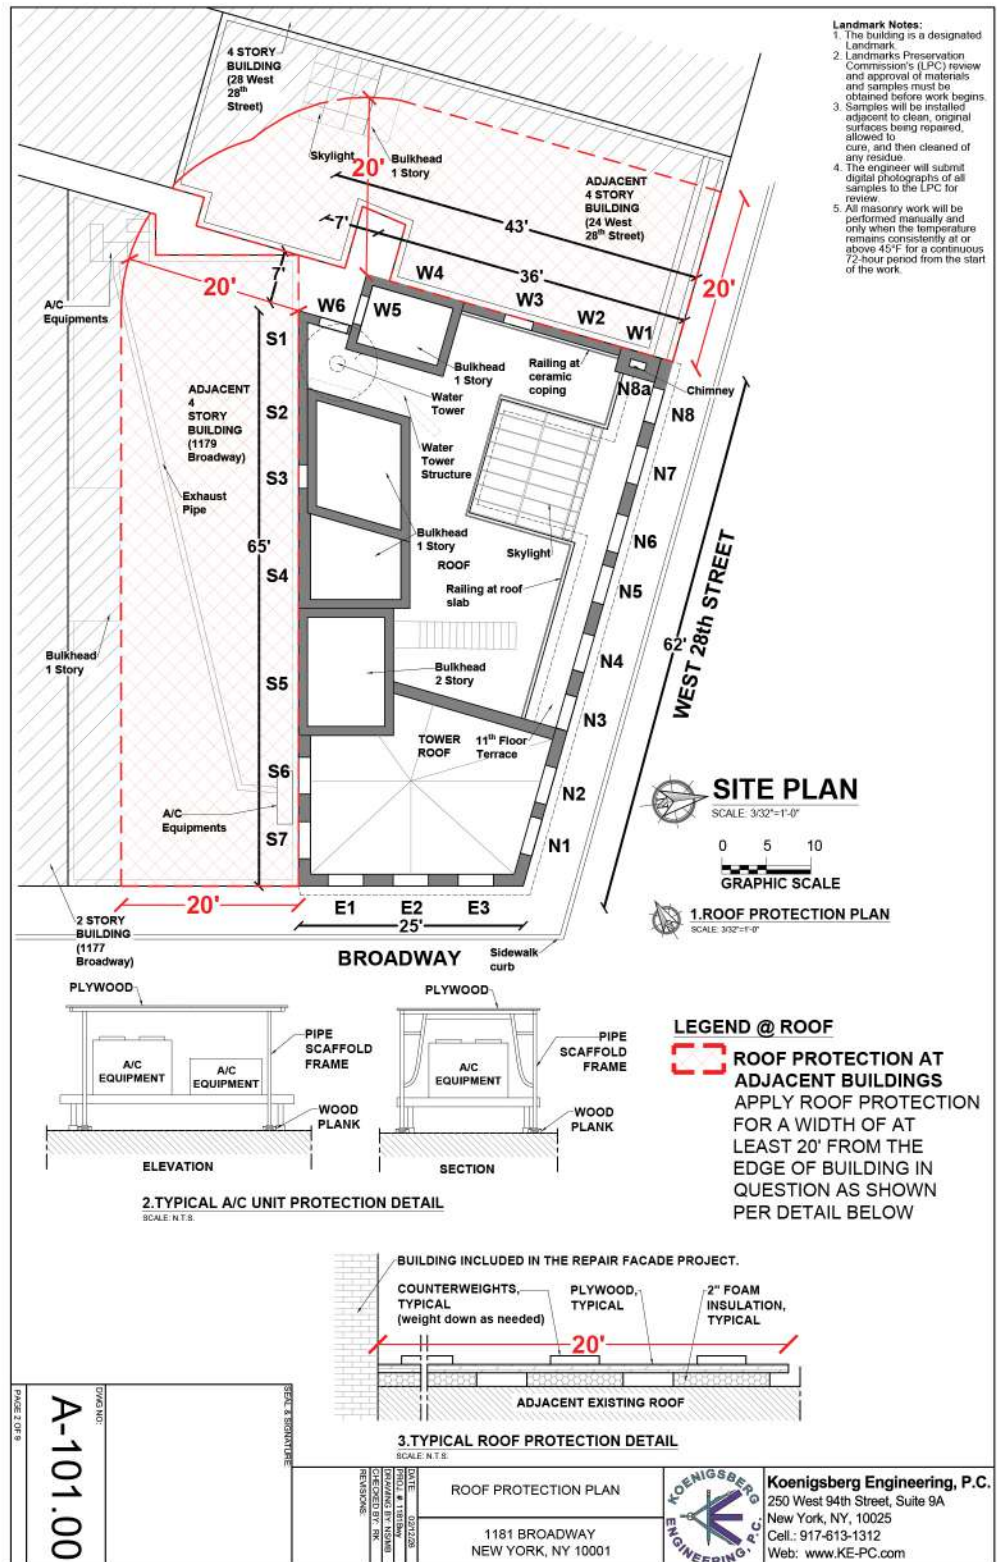 Landmark Notes:
1. The building is a designated
Landmark.
2. Landmarks Preservation
Commission's (LPC) review
and approval of materials
and samples must be
obtained before work begins.
3. Samples will be installed
adjacent to clean, original
surfaces being repaired,
allowed to
cure, and then cleaned of
any residue.
4. The engineer will submit
digital photographs of all
samples to the LPC for
review.
5. All masonry work will be
performed manually and
only when the temperature
remains consistently at or
above 45°F for a continuous
72-hour period from the start
of the work.
4 STORY
BUILDING
(28 West
28th
Street)
Skylight
Bulkhead
1 Story
20'
ADJACENT
4 STORY
BUILDING
(24 West
28th Street)
43'
7'
36'
20'
7'
20'
A/C
Equipments
W6
W5
W4
W3
W2
W1
S1
S2
S3
S4
S5
S6
S7
ADJACENT
4
STORY
BUILDING
(1179
Broadway)
Bulkhead
1 Story
Water
Tower
Water
Tower
Structure
Railing at
ceramic
coping
Chimney
N8a
N8
N7
N6
N5
N4
N3
N2
N1
Exhaust
Pipe
65'
Bulkhead
1 Story
ROOF
Skylight
Railing at roof
slab
Bulkhead
1 Story
Bulkhead
2 Story
62'
WEST 28th STREET
TOWER
ROOF
11th Floor
Terrace
A/C
Equipments
20'
E1
E2
E3
25'
BROADWAY
Sidewalk
curb
2 STORY
BUILDING
(1177
Broadway)
SITE PLAN
SCALE: 3/32"=1'-0"
0 5 10
GRAPHIC SCALE
1.ROOF PROTECTION PLAN
SCALE: 3/32"=1'-0"
PLYWOOD
A/C
EQUIPMENT
A/C
EQUIPMENT
PIPE
SCAFFOLD
FRAME
WOOD
PLANK
ELEVATION
PLYWOOD
A/C
EQUIPMENT
PIPE
SCAFFOLD
FRAME
WOOD
PLANK
SECTION
2.TYPICAL A/C UNIT PROTECTION DETAIL
SCALE: N.T.S.
LEGEND @ ROOF
ROOF PROTECTION AT
ADJACENT BUILDINGS
APPLY ROOF PROTECTION
FOR A WIDTH OF AT
LEAST 20' FROM THE
EDGE OF BUILDING IN
QUESTION AS SHOWN
PER DETAIL BELOW
BUILDING INCLUDED IN THE REPAIR FACADE PROJECT.
COUNTERWEIGHTS,
TYPICAL
(weight down as needed)
PLYWOOD,
TYPICAL
2" FOAM
INSULATION,
TYPICAL
20'
ADJACENT EXISTING ROOF
3.TYPICAL ROOF PROTECTION DETAIL
SCALE: N.T.S.
PAGE 2 OF 9
DWG NO:
A-101.00
SEAL & SIGNATURE
DATE:
PROJ. #: 1181Bwy
DRAWING BY:
CHECKED BY: RK
REVISIONS:
ROOF PROTECTION PLAN
1181 BROADWAY
NEW YORK, NY 10001
KOENIGSBERG
ENGINEERING, P.C.
Koenigsberg Engineering, P.C.
250 West 94th Street, Suite 9A
New York, NY, 10025
Cell.: 917-613-1312
Web: www.KE-PC.com